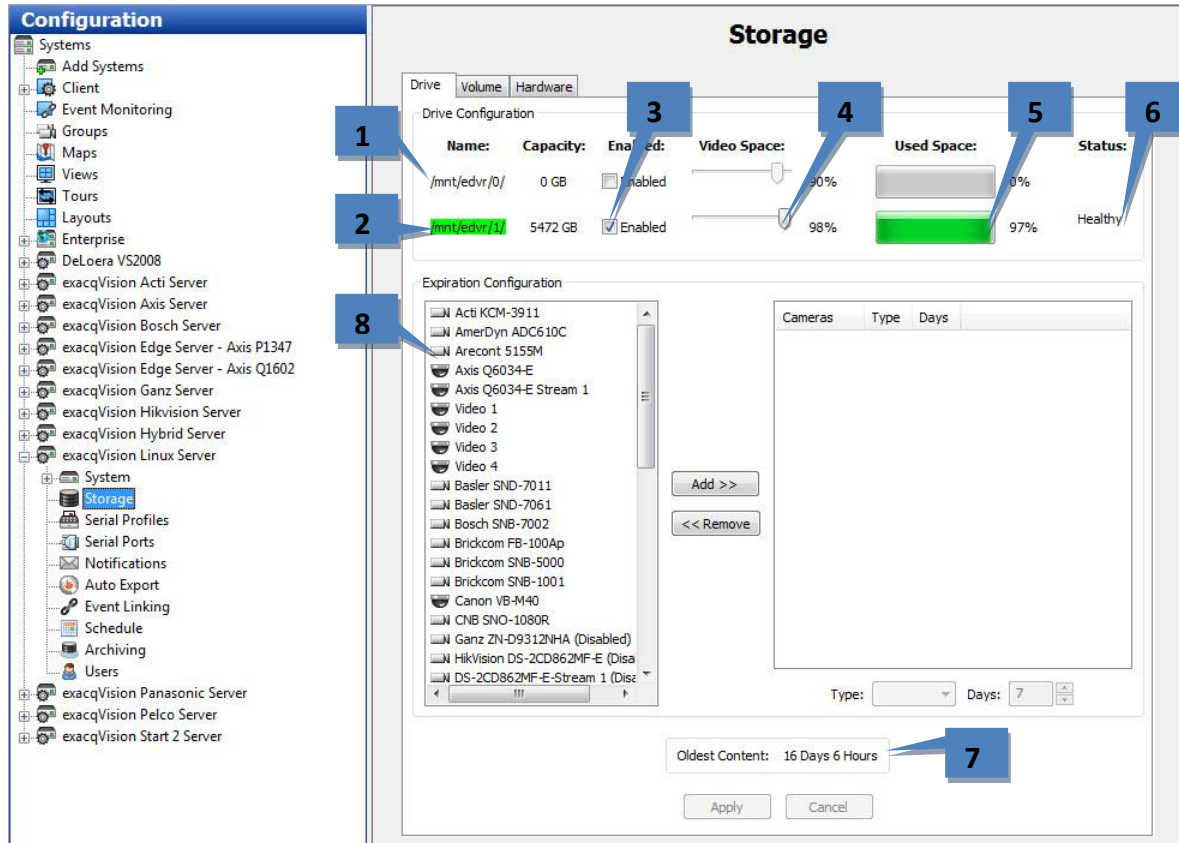 Configuration
Systems
Add Systems
Client
Event Monitoring
Groups
Maps
Views
Tours
Layouts
Enterprise
DeLoera VS2008
exacqVision Acti Server
exacqVision Axis Server
exacqVision Bosch Server
exacqVision Edge Server - Axis P1347
exacqVision Edge Server - Axis Q1602
exacqVision Ganz Server
exacqVision Hikvision Server
exacqVision Hybrid Server
exacqVision Linux Server
System
Storage
Serial Profiles
Serial Ports
Notifications
Auto Export
Event Linking
Schedule
Archiving
Users
exacqVision Panasonic Server
exacqVision Pelco Server
exacqVision Start 2 Server
Storage
Drive Volume Hardware
Drive Configuration
1 3 4 5 6
Name: Capacity: Enabled: Video Space: Used Space: Status:
/mnt/edvr/0/ 0 GB Enabled 90% 0%
2 /mnt/edvr/1/ 5472 GB Enabled 98% 97% Healthy
Expiration Configuration
8
Acti KCM-3911
AmerDyn ADC610C
Arecont 5155M
Axis Q6034-E
Axis Q6034-E Stream 1
Video 1
Video 2
Video 3
Video 4
Basler SND-7011
Basler SND-7061
Bosch SNB-7002
Brickcom FB-100Ap
Brickcom SNB-5000
Brickcom SNB-1001
Canon VB-M40
CNB SNO-1080R
Ganz ZN-D9312NHA (Disabled)
HikVision DS-2CD862MF-E (Disa
DS-2CD862MF-E-Stream 1 (Disa
Add >>
<< Remove
Cameras Type Days
Type: Days: 7
Oldest Content: 16 Days 6 Hours
7
Apply Cancel